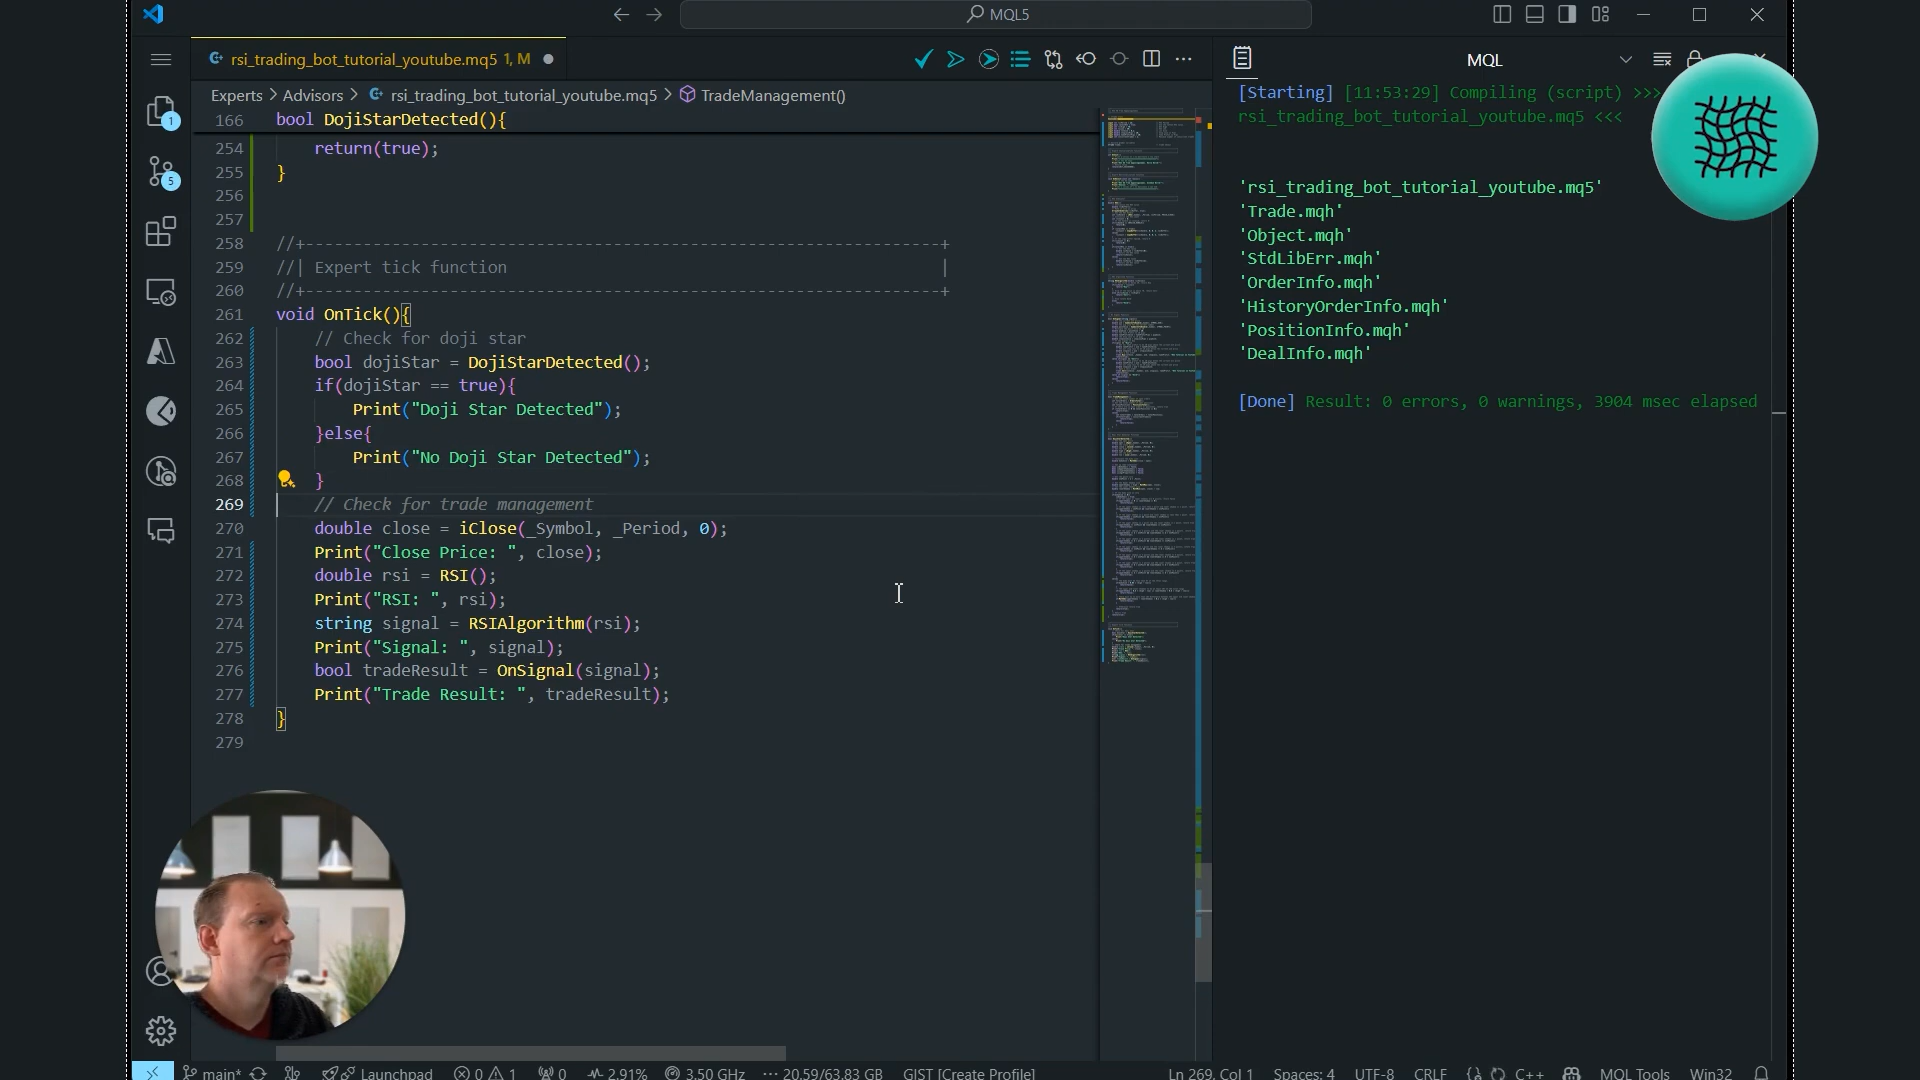 MQL5
rsi_trading_bot_tutorial_youtube.mq5 1, M
MQL
Experts > Advisors > rsi_trading_bot_tutorial_youtube.mq5 > TradeManagement()
166 bool DojiStarDetected(){
254 return(true);
255 }
256
257
258 //+------------------------------------------------------------------+
259 //| Expert tick function |
260 //+------------------------------------------------------------------+
261 void OnTick(){
262 // Check for doji star
263 bool dojiStar = DojiStarDetected();
264 if(dojiStar == true){
265 Print("Doji Star Detected");
266 }else{
267 Print("No Doji Star Detected");
268 }
269 // Check for trade management
270 double close = iClose(_Symbol, _Period, 0);
271 Print("Close Price: ", close);
272 double rsi = RSI();
273 Print("RSI: ", rsi);
274 string signal = RSIAlgorithm(rsi);
275 Print("Signal: ", signal);
276 bool tradeResult = OnSignal(signal);
277 Print("Trade Result: ", tradeResult);
278 }
279
[Starting] [11:53:29] Compiling (script) >>>
rsi_trading_bot_tutorial_youtube.mq5 <<<
'rsi_trading_bot_tutorial_youtube.mq5'
'Trade.mqh'
'Object.mqh'
'StdLibErr.mqh'
'OrderInfo.mqh'
'HistoryOrderInfo.mqh'
'PositionInfo.mqh'
'DealInfo.mqh'
[Done] Result: 0 errors, 0 warnings, 3904 msec elapsed
1
5
main* Launchpad 0 1 0 2.91% 3.50 GHz 20.59/63.83 GB GIST [Create Profile] Ln 269, Col 1 Spaces: 4 UTF-8 CRLF {} C++ MQL Tools Win32